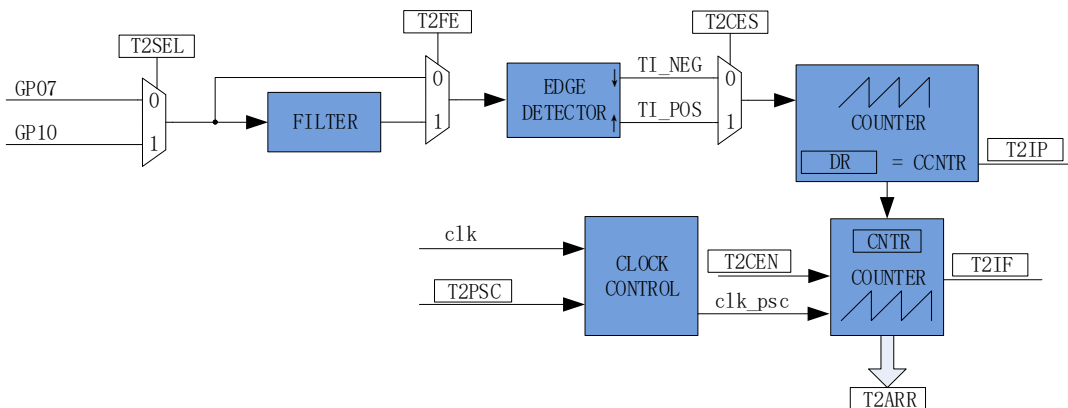 T2SEL
T2FE
T2CES
GP07
GP10
0
1
FILTER
0
1
EDGE
DETECTOR
TI_NEG
TI_POS
0
1
COUNTER
DR = CCNTR
T2IP
clk
T2PSC
CLOCK
CONTROL
T2CEN
clk_psc
CNTR
COUNTER
T2IF
T2ARR